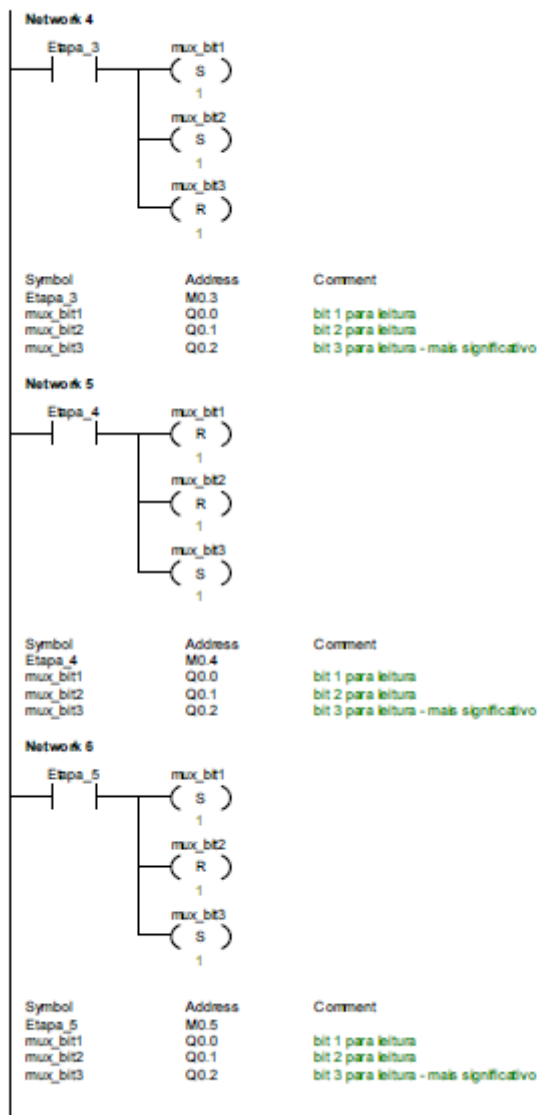 Network 4
Etapa_3 mux_bit1
S
1
mux_bit2
S
1
mux_bit3
R
1
Symbol Address Comment
Etapa_3 M0.3
mux_bit1 Q0.0 bit 1 para leitura
mux_bit2 Q0.1 bit 2 para leitura
mux_bit3 Q0.2 bit 3 para leitura - mais significativo
Network 5
Etapa_4 mux_bit1
R
1
mux_bit2
R
1
mux_bit3
S
1
Symbol Address Comment
Etapa_4 M0.4
mux_bit1 Q0.0 bit 1 para leitura
mux_bit2 Q0.1 bit 2 para leitura
mux_bit3 Q0.2 bit 3 para leitura - mais significativo
Network 6
Etapa_5 mux_bit1
S
1
mux_bit2
R
1
mux_bit3
S
1
Symbol Address Comment
Etapa_5 M0.5
mux_bit1 Q0.0 bit 1 para leitura
mux_bit2 Q0.1 bit 2 para leitura
mux_bit3 Q0.2 bit 3 para leitura - mais significativo